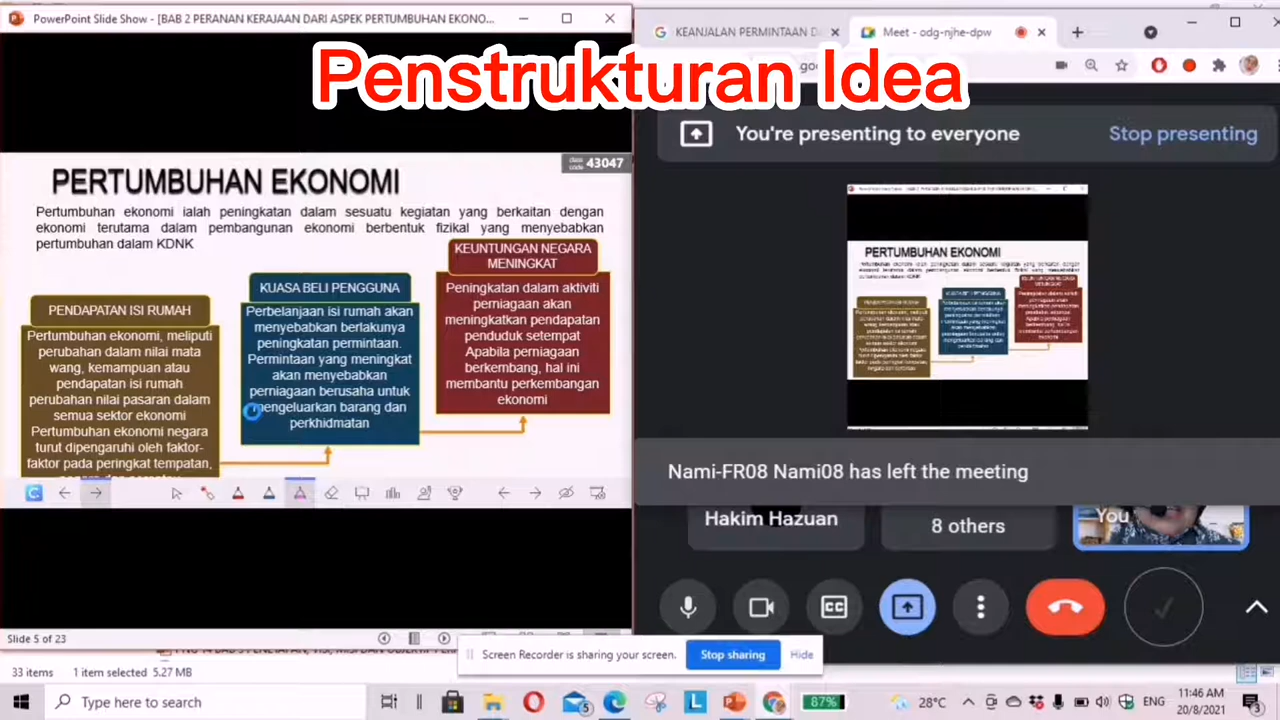 PowerPoint Slide Show - [BAB 2 PERANAN KERAJAAN DARI ASPEK PERTUMBUHAN EKONO...
KEANJALAN PERMINTAAN D
Meet - odg-njhe-dpw
Penstrukturan Idea
You're presenting to everyone
Stop presenting
class
slide
43047
PERTUMBUHAN EKONOMI
Pertumbuhan ekonomi ialah peningkatan dalam sesuatu kegiatan yang berkaitan dengan
ekonomi terutama dalam pembangunan ekonomi berbentuk fizikal yang menyebabkan
pertumbuhan dalam KDNK
PENDAPATAN ISI RUMAH
Pertumbuhan ekonomi, meliputi
perubahan dalam nilai mata
wang, kemampuan atau
pendapatan isi rumah
perubahan nilai pasaran dalam
semua sektor ekonomi
Pertumbuhan ekonomi negara
turut dipengaruhi oleh faktor-
faktor pada peringkat tempatan,
KUASA BELI PENGGUNA
Perbelanjaan isi rumah akan
menyebabkan berlakunya
peningkatan permintaan.
Permintaan yang meningkat
akan menyebabkan
perniagaan berusaha untuk
mengeluarkan barang dan
perkhidmatan
KEUNTUNGAN NEGARA
MENINGKAT
Peningkatan dalam aktiviti
perniagaan akan
meningkatkan pendapatan
penduduk setempat
Apabila perniagaan
berkembang, hal ini
membantu perkembangan
ekonomi
PERTUMBUHAN EKONOMI
Nami-FR08 Nami08 has left the meeting
Hakim Hazuan
8 others
You
Slide 5 of 23
Screen Recorder is sharing your screen.
Stop sharing
Hide
33 items
1 item selected 5.27 MB
Type here to search
5
87%
28°C
ENG
11:46 AM
20/8/2021
3